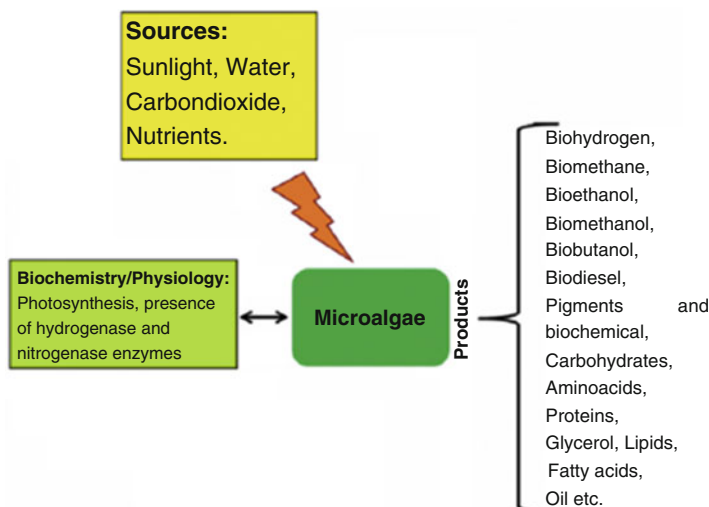 Sources:
Sunlight, Water,
Carbondioxide,
Nutrients.
Biochemistry/Physiology:
Photosynthesis, presence
of hydrogenase and
nitrogenase enzymes
Microalgae
Products
Biohydrogen,
Biomethane,
Bioethanol,
Biomethanol,
Biobutanol,
Biodiesel,
Pigments and
biochemical,
Carbohydrates,
Aminoacids,
Proteins,
Glycerol, Lipids,
Fatty acids,
Oil etc.